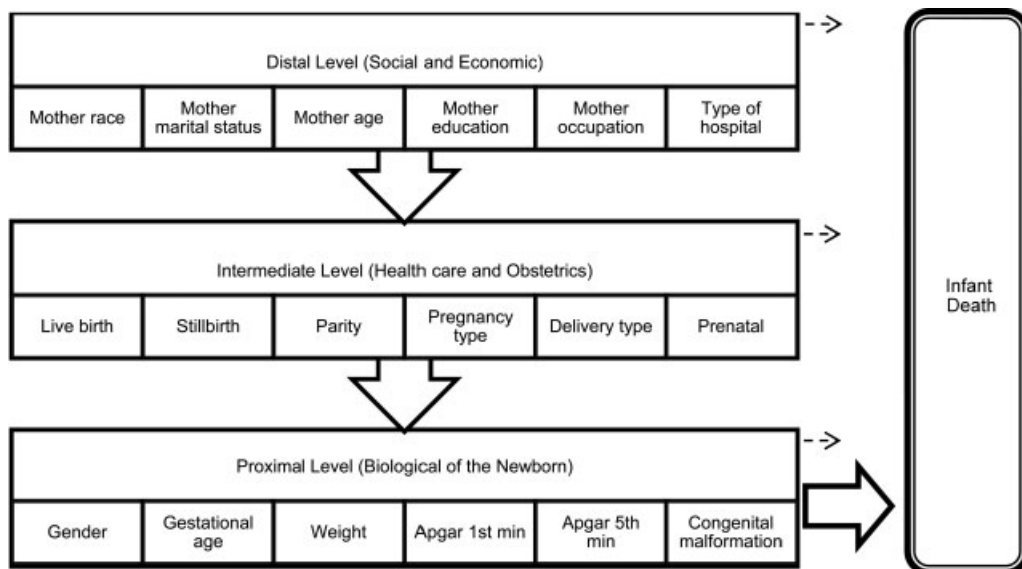 Distal Level (Social and Economic)
Mother race
Mother
marital status
Mother age
Mother
education
Mother
occupation
Type of
hospital
Intermediate Level (Health care and Obstetrics)
Live birth
Stillbirth
Parity
Pregnancy
type
Delivery type
Prenatal
Proximal Level (Biological of the Newborn)
Gender
Gestational
age
Weight
Apgar 1st min
Apgar 5th
min
Congenital
malformation
Infant
Death